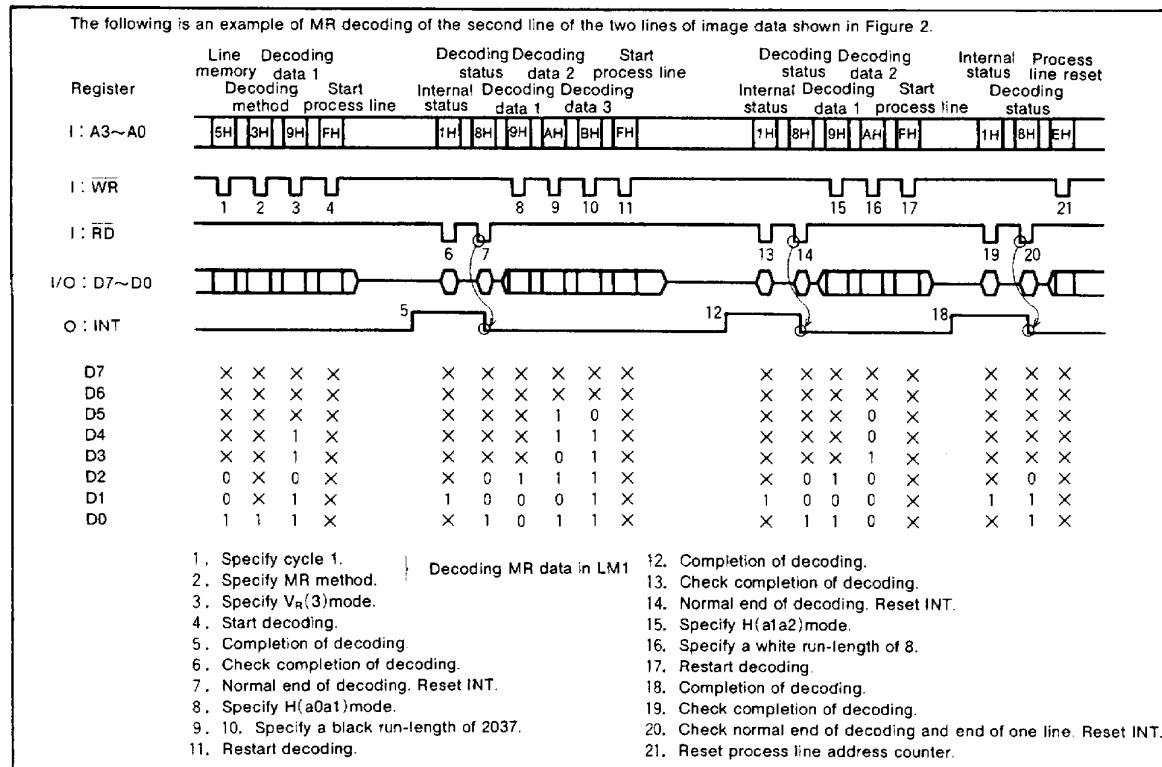 The following is an example of MR decoding of the second line of the two lines of image data shown in Figure 2.
Line memory
Decoding method
Decoding data 1
Start process line
Internal status
Decoding status
Decoding data 1
Decoding data 2
Decoding data 3
Start process line
Internal status
Decoding status
Decoding data 1
Decoding data 2
Start process line
Internal status
Decoding status
Process line reset
Register
I : A3~A0 5H 3H 9H FH 1H 8H 9H AH BH FH 1H 8H 9H AH FH 1H 8H EH
I : WR
1 2 3 4 8 9 10 11 15 16 17 21
I : RD
6 7 13 14 19 20
I/O : D7~D0
5 12 18
O : INT
D7 × × × × × × × × × × × × × × × × × ×
D6 × × × × × × × × × × × × × × × × × ×
D5 × × × × × × × 1 0 × × × × 0 × × × ×
D4 × × 1 × × × × 1 1 × × × × 0 × × × ×
D3 × × 1 × × × × 0 1 × × × × 1 × × × ×
D2 0 × 0 × × 0 1 1 1 × × 0 1 0 × × 0 ×
D1 0 × 1 × 1 0 0 0 1 × 1 0 0 0 × 1 1 ×
D0 1 1 1 × × 1 0 1 1 × × 1 1 0 × × 1 ×
1. Specify cycle 1.
2. Specify MR method.
Decoding MR data in LM1
3. Specify VR(3)mode.
4. Start decoding.
5. Completion of decoding.
6. Check completion of decoding.
7. Normal end of decoding. Reset INT.
8. Specify H(a0a1)mode.
9. 10. Specify a black run-length of 2037.
11. Restart decoding.
12. Completion of decoding.
13. Check completion of decoding.
14. Normal end of decoding. Reset INT.
15. Specify H(a1a2)mode.
16. Specify a white run-length of 8.
17. Restart decoding.
18. Completion of decoding.
19. Check completion of decoding.
20. Check normal end of decoding and end of one line. Reset INT.
21. Reset process line address counter.